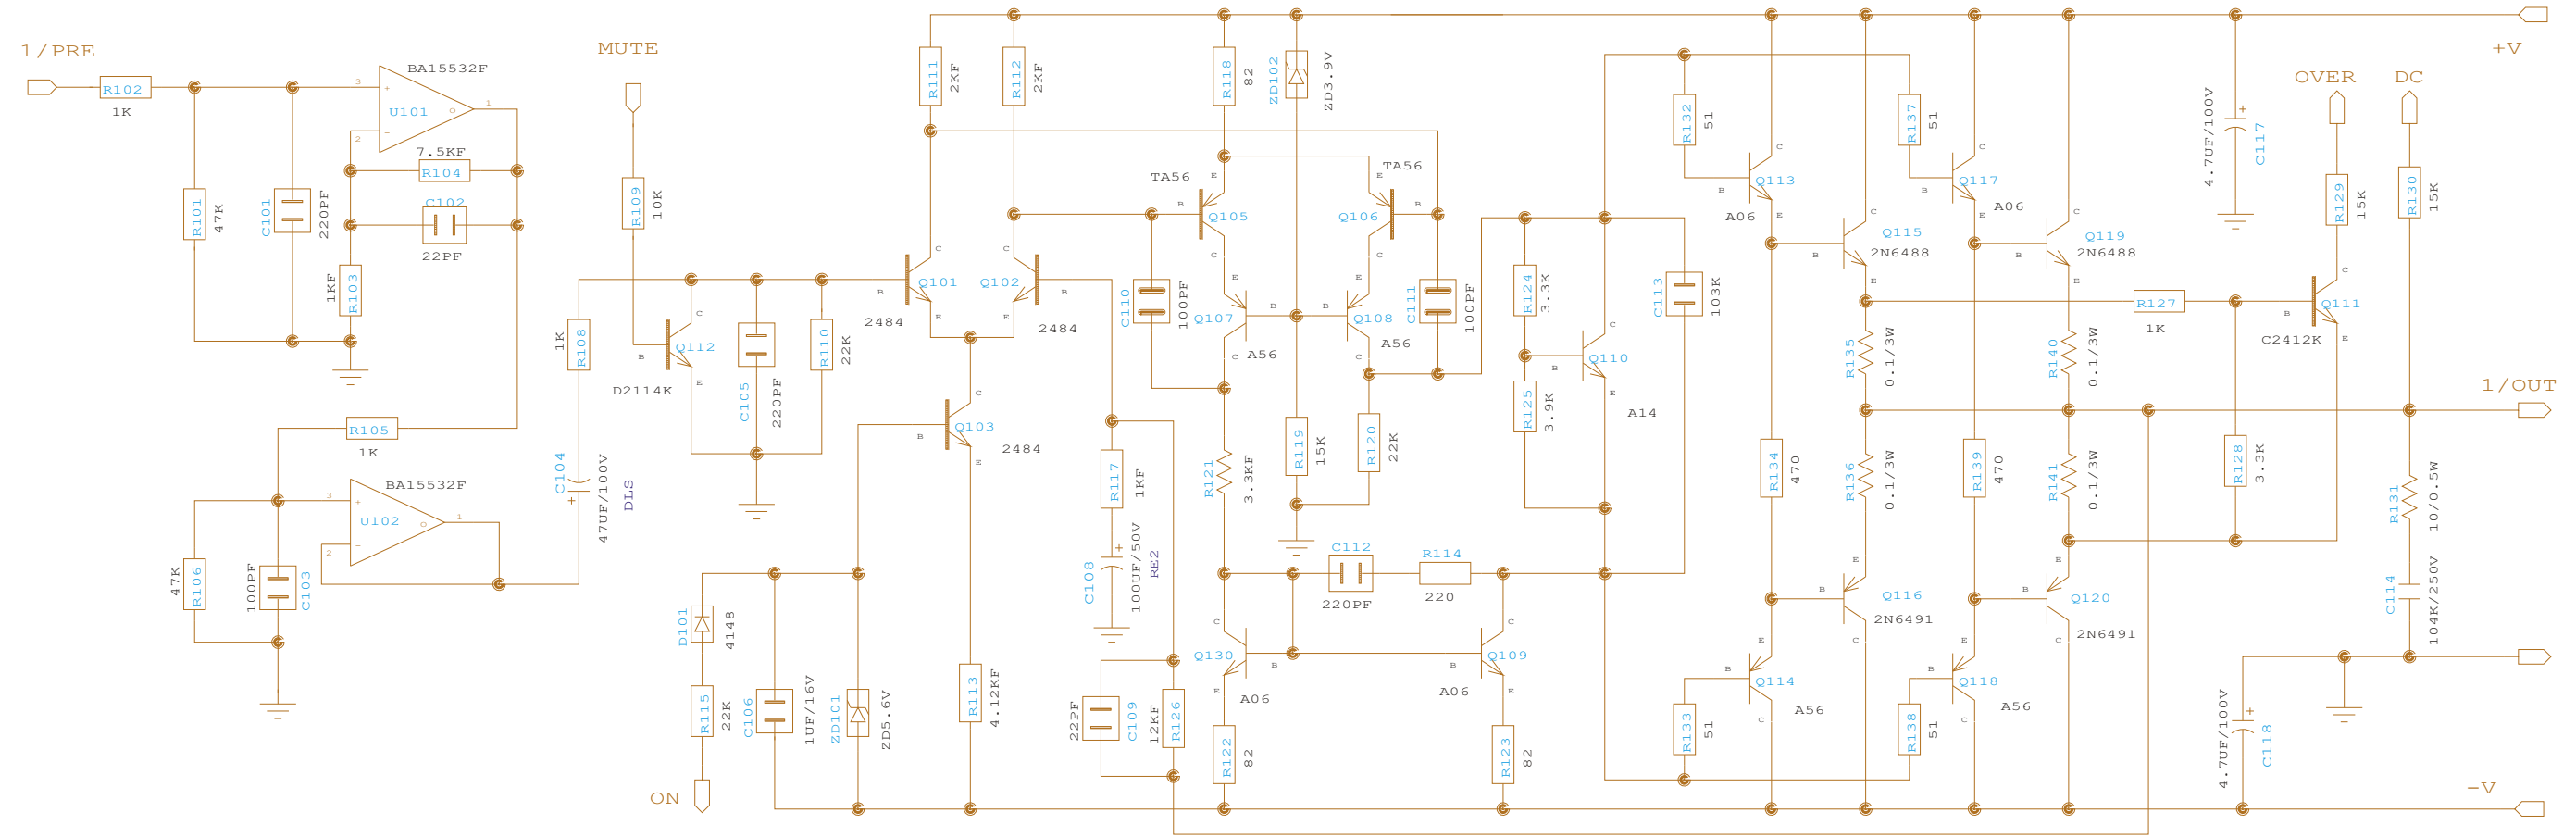 1/PRE
R102
1K
R101
47K
C101
220PF
BA15532F
3
+
U101
O
1
2
-
7.5KF
R104
C102
22PF
1KF
R103
R105
1K
BA15532F
3
+
U102
O
1
2
-
47K
R106
100PF
C103
MUTE
R109
10K
1K
R108
C104
47UF/100V
+
DLS
C
B
Q112
E
D2114K
C105
220PF
R110
22K
R111
2KF
R112
2KF
C
B
Q101
E
2484
C
Q102
B
E
2484
C
B
Q103
E
2484
D101
4148
R115
22K
ON
C106
1UF/16V
ZD101
ZD5.6V
R113
4.12KF
R117
1KF
C108
+
100UF/50V
RE2
22PF
C109
12KF
R126
R118
82
ZD102
ZD3.9V
TA56
E
B
Q105
C
TA56
E
Q106
B
C
C110
100PF
E
Q107
B
C
A56
E
B
Q108
C
A56
C111
100PF
R121
3.3KF
R119
15K
R120
22K
C112
220PF
R114
220
C
Q130
B
E
A06
C
B
Q109
E
A06
R122
82
R123
82
R124
3.3K
R125
3.9K
C
B
Q110
E
A14
C113
103K
R132
51
C
B
Q113
E
A06
R137
51
C
B
Q117
E
A06
C
B
Q115
E
2N6488
C
B
Q119
E
2N6488
R135
0.1/3W
R140
0.1/3W
R134
470
R136
0.1/3W
R139
470
R141
0.1/3W
E
B
Q116
C
2N6491
E
B
Q120
C
2N6491
E
B
Q114
C
A56
E
B
Q118
C
A56
R133
51
R138
51
R127
1K
R128
3.3K
C
B
Q111
E
C2412K
4.7UF/100V
+
C117
OVER
R129
15K
DC
R130
15K
+V
1/OUT
R131
10/0.5W
C114
104K/250V
4.7UF/100V
+
C118
-V